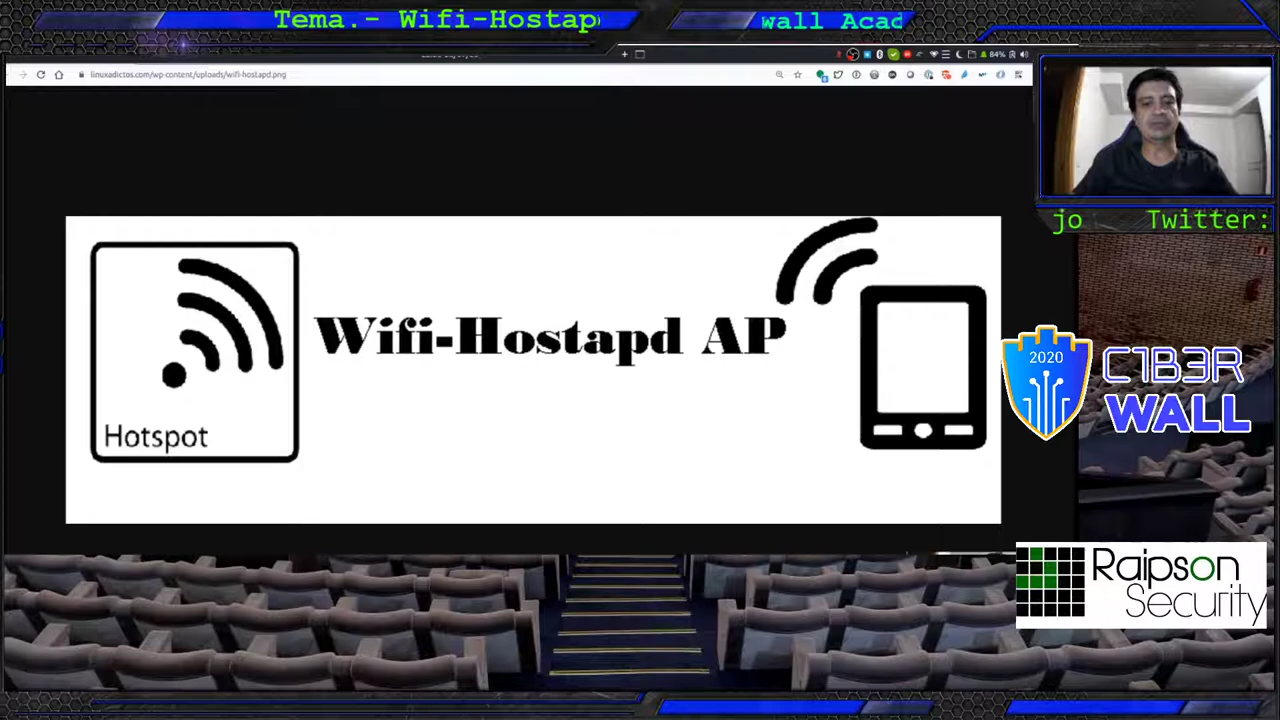 Tema.- Wifi-Hostap
wall Acad
84%
linuxadictos.com/wp-content/uploads/wifi-hostapd.png
jo Twitter:
Wifi-Hostapd AP
Hotspot
2020
C1B3R
WALL
Raipson
Security